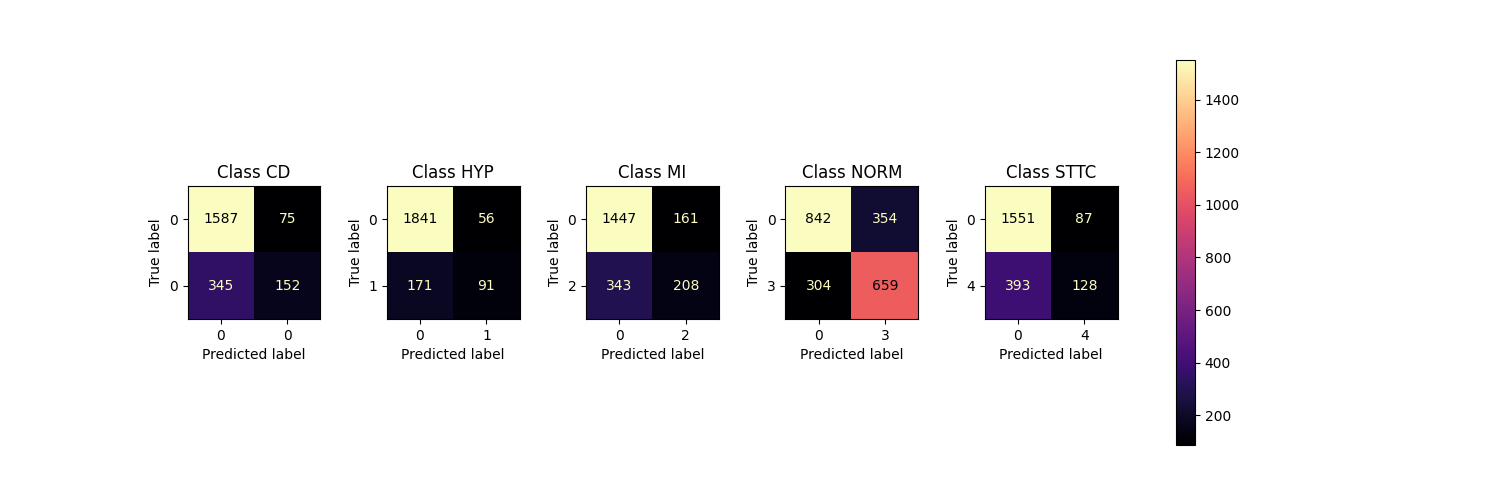 Class CD
True label
0 1587 75
0 345 152
0 0
Predicted label
Class HYP
True label
0 1841 56
1 171 91
0 1
Predicted label
Class MI
True label
0 1447 161
2 343 208
0 2
Predicted label
Class NORM
True label
0 842 354
3 304 659
0 3
Predicted label
Class STTC
True label
0 1551 87
4 393 128
0 4
Predicted label
1400
1200
1000
800
600
400
200